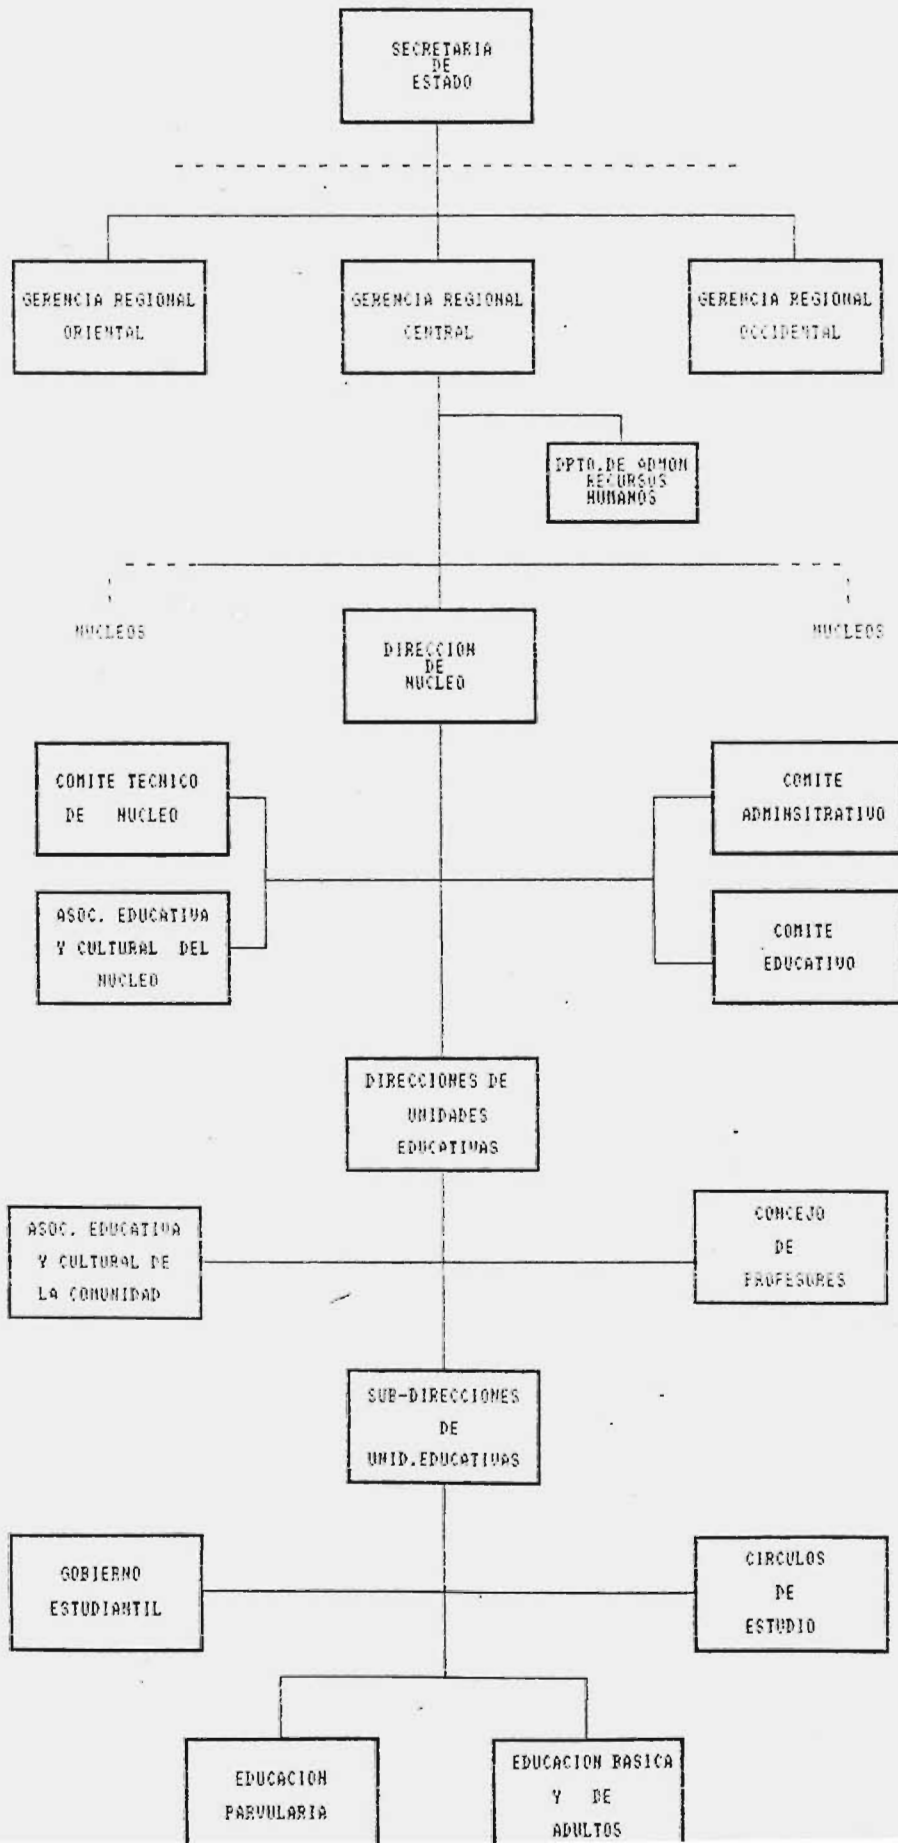 SECRETARIA
DE
ESTADO
GERENCIA REGIONAL
ORIENTAL
GERENCIA REGIONAL
CENTRAL
GERENCIA REGIONAL
OCCIDENTAL
DPTO.DE ADMON
RECURSOS
HUMANOS
NUCLEOS
NUCLEOS
DIRECCION
DE
NUCLEO
COMITE TECNICO
DE NUCLEO
COMITE
ADMINSITRATIVO
ASOC. EDUCATIVA
Y CULTURAL DEL
NUCLEO
COMITE
EDUCATIVO
DIRECCIONES DE
UNIDADES
EDUCATIVAS
ASOC. EDUCATIVA
Y CULTURAL DE
LA COMUNIDAD
CONCEJO
DE
PROFESORES
SUB-DIRECCIONES
DE
UNID.EDUCATIVAS
GOBIERNO
ESTUDIANTIL
CIRCULOS
DE
ESTUDIO
EDUCACION
PARVULARIA
EDUCACION BASICA
Y DE
ADULTOS